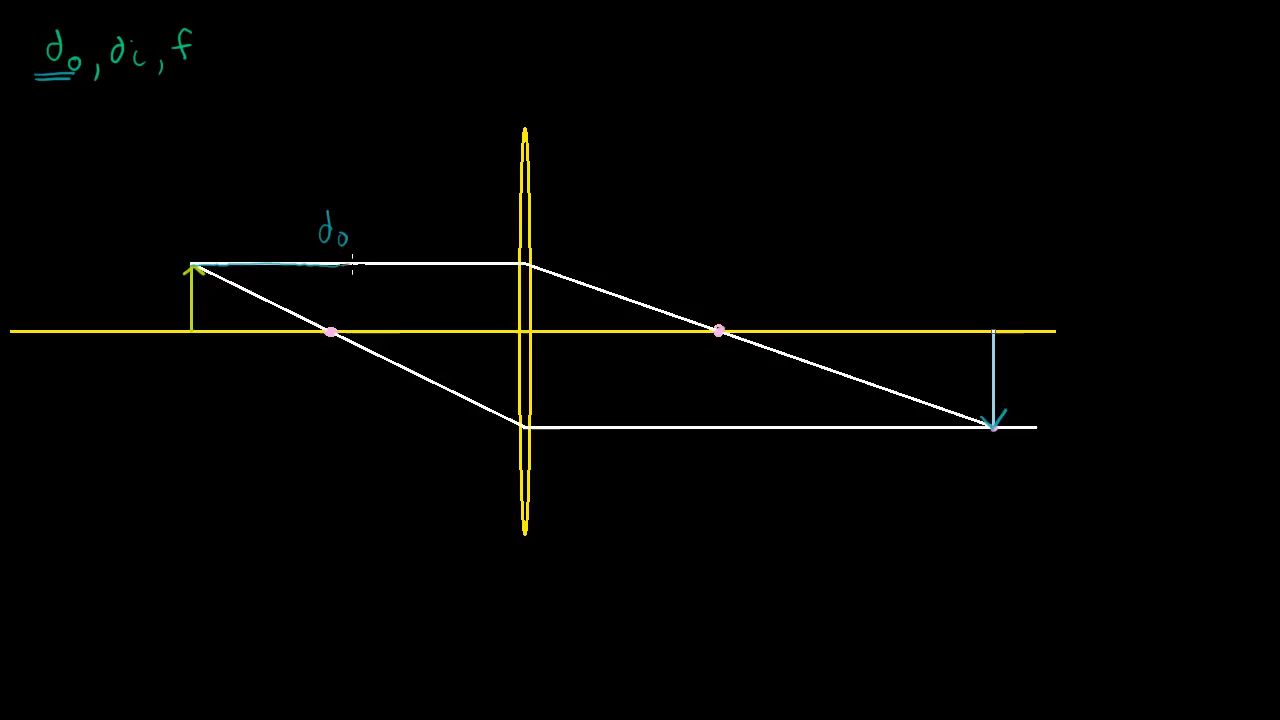 d₀, di, f
d₀